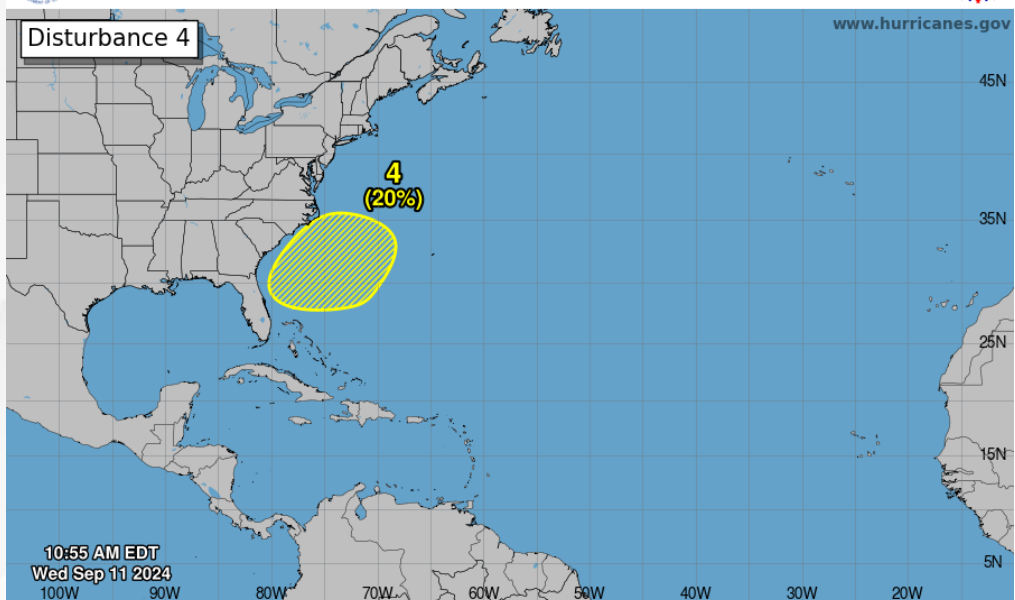 Disturbance 4
www.hurricanes.gov
45N
4
(20%)
35N
25N
15N
10:55 AM EDT
Wed Sep 11 2024
5N
100W 90W 80W 70W 60W 50W 40W 30W 20W